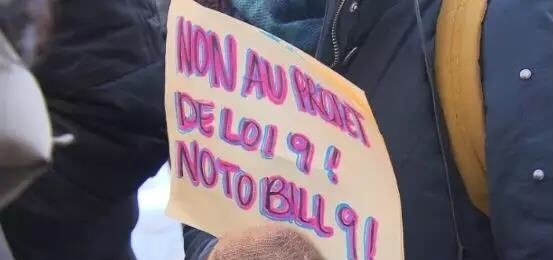 NON AU PROJET
DE LOI 9!
NO TO BILL 9!